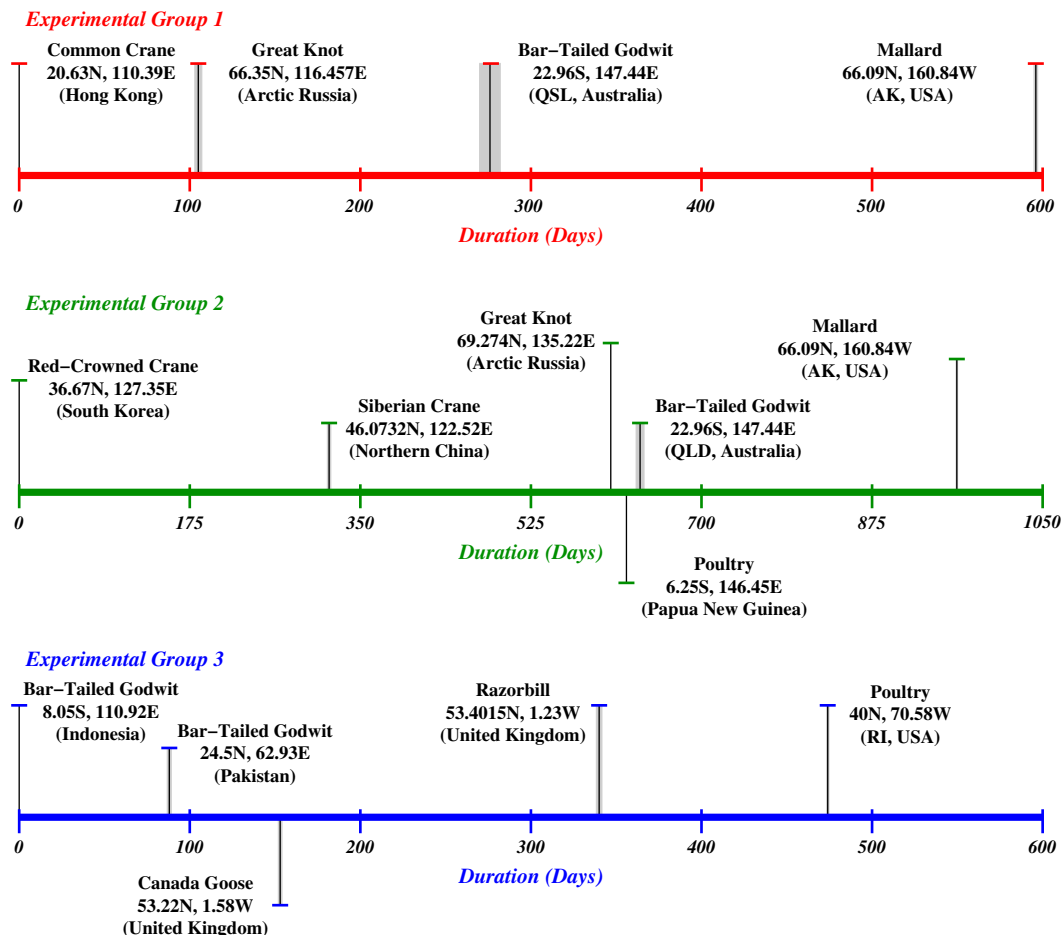 Experimental Group 1
Common Crane
20.63N, 110.39E
(Hong Kong)
Great Knot
66.35N, 116.457E
(Arctic Russia)
Bar−Tailed Godwit
22.96S, 147.44E
(QSL, Australia)
Mallard
66.09N, 160.84W
(AK, USA)
0 100 200 300 400 500 600
Duration (Days)
Experimental Group 2
Red−Crowned Crane
36.67N, 127.35E
(South Korea)
Siberian Crane
46.0732N, 122.52E
(Northern China)
Great Knot
69.274N, 135.22E
(Arctic Russia)
Bar−Tailed Godwit
22.96S, 147.44E
(QLD, Australia)
Mallard
66.09N, 160.84W
(AK, USA)
0 175 350 525 700 875 1050
Duration (Days)
Poultry
6.25S, 146.45E
(Papua New Guinea)
Experimental Group 3
Bar−Tailed Godwit
8.05S, 110.92E
(Indonesia)
Bar−Tailed Godwit
24.5N, 62.93E
(Pakistan)
Razorbill
53.4015N, 1.23W
(United Kingdom)
Poultry
40N, 70.58W
(RI, USA)
0 100 200 300 400 500 600
Duration (Days)
Canada Goose
53.22N, 1.58W
(United Kingdom)